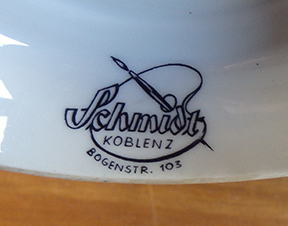 Schmidt
KOBLENZ
BOGENSTR. 103